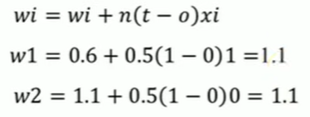 wi = wi + n(t − o)xi
w1 = 0.6 + 0.5(1 − 0)1 =1.1
w2 = 1.1 + 0.5(1 − 0)0 = 1.1